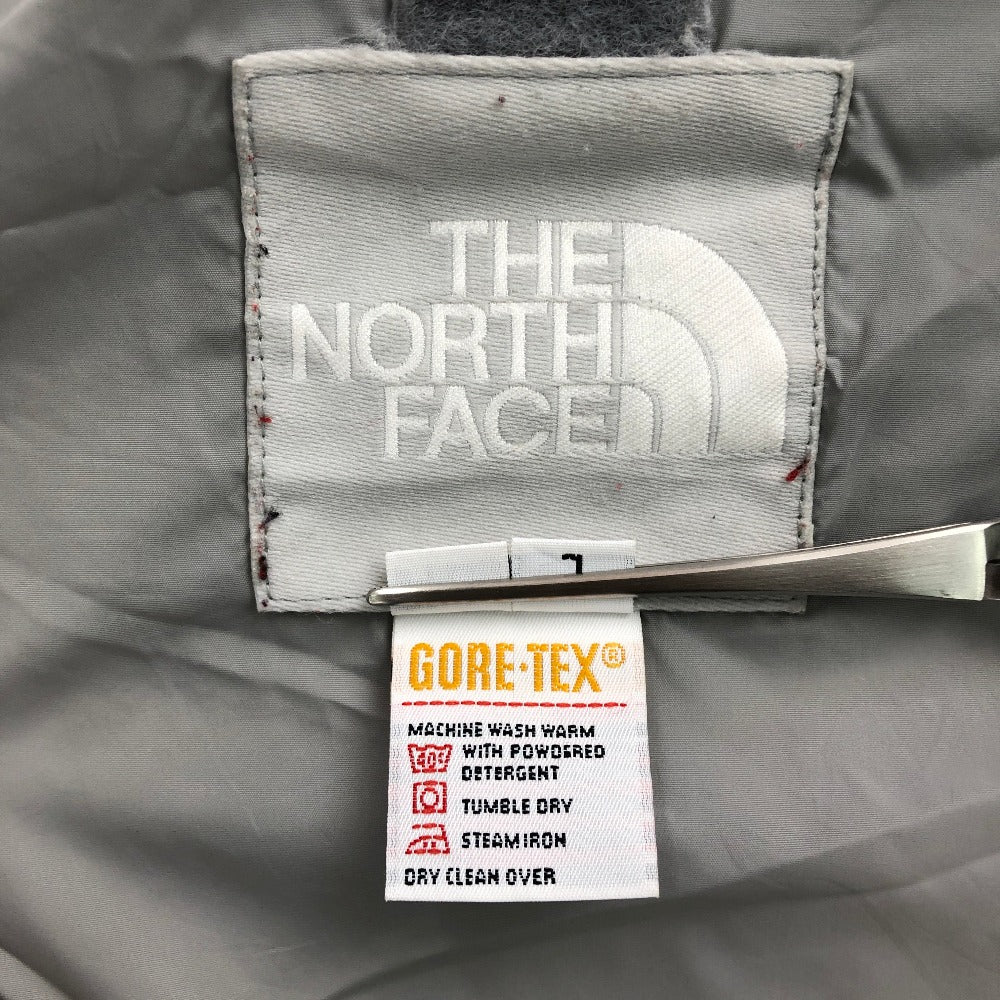 THE
NORTH
FACE
GORE-TEX®
MACHINE WASH WARM
WITH POWDERED
DETERGENT
TUMBLE DRY
STEAM IRON
DRY CLEAN OVER